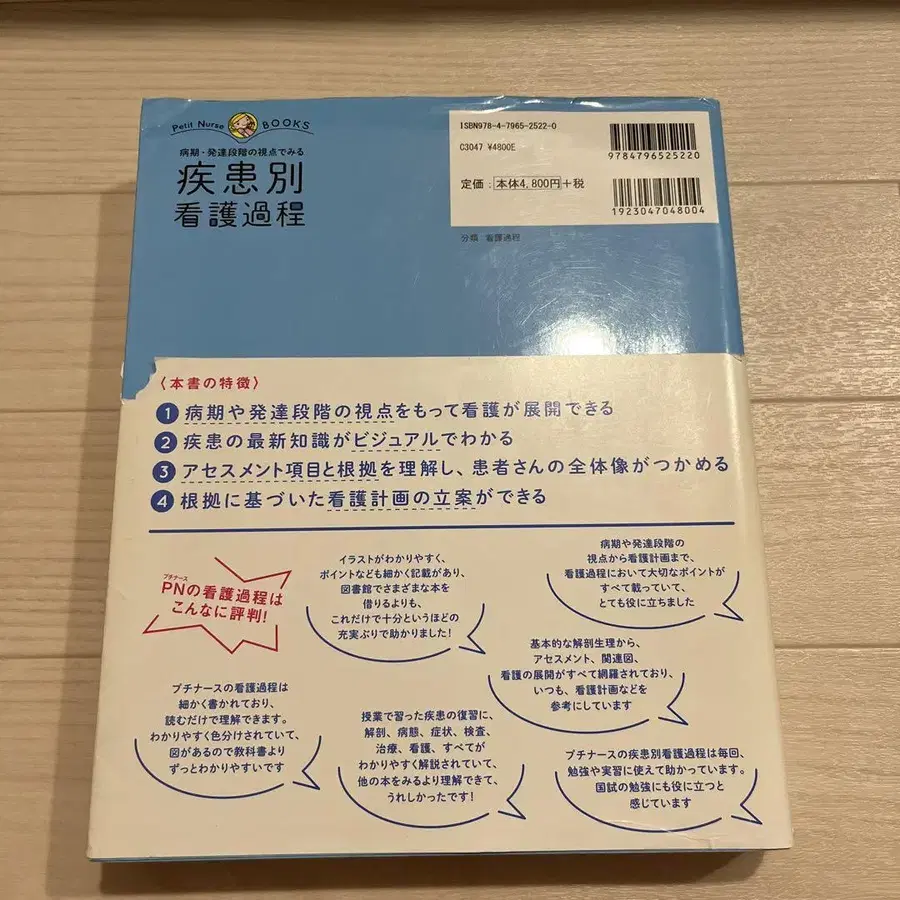 Petit Nurse BOOKS
病期・発達段階の視点でみる
疾患別
看護過程
ISBN978-4-7965-2522-0
C3047 ¥4800E
定価：本体4,800円＋税
9784796525220
1923047048004
分類 看護過程
〈本書の特徴〉
1 病期や発達段階の視点をもって看護が展開できる
2 疾患の最新知識がビジュアルでわかる
3 アセスメント項目と根拠を理解し、患者さんの全体像がつかめる
4 根拠に基づいた看護計画の立案ができる
プチナース
PNの看護過程は
こんなに評判!
イラストがわかりやすく、
ポイントなども細かく記載があり、
図書館でさまざまな本を
借りるよりも、
これだけで十分というほどの
充実ぶりで助かりました!
病期や発達段階の
視点から看護計画まで、
看護過程において大切なポイントが
すべて載っていて、
とても役に立ちました
基本的な解剖生理から、
アセスメント、関連図、
看護の展開がすべて網羅されており、
いつも、看護計画などを
参考にしています
プチナースの看護過程は
細かく書かれており、
読むだけで理解できます。
わかりやすく色分けされていて、
図があるので教科書より
ずっとわかりやすいです
授業で習った疾患の復習に、
解剖、病態、症状、検査、
治療、看護、すべてが
わかりやすく解説されていて、
他の本をみるより理解できて、
うれしかったです!
プチナースの疾患別看護過程は毎回、
勉強や実習に使えて助かっています。
国試の勉強にも役に立つと
感じています